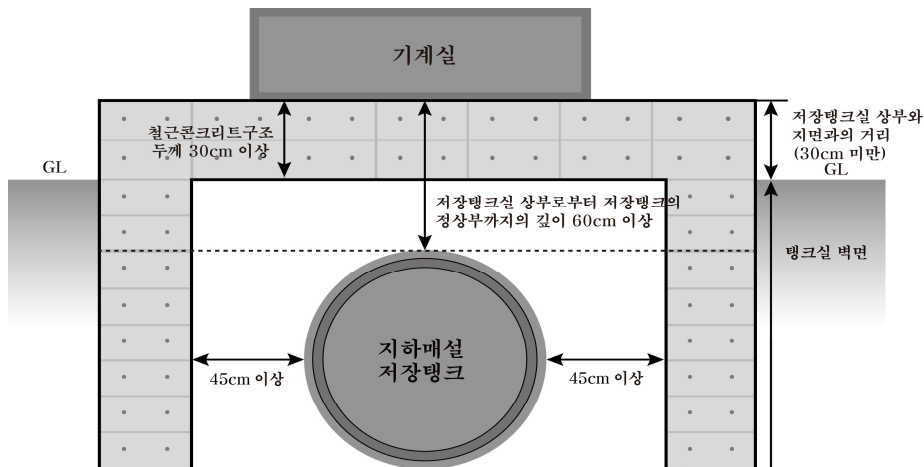 기계실
철근콘크리트구조
두께 30cm 이상
저장탱크실 상부와
지면과의 거리
(30cm 미만)
GL
GL
저장탱크실 상부로부터 저장탱크의
정상부까지의 깊이 60cm 이상
탱크실 벽면
지하매설
저장탱크
45cm 이상
45cm 이상